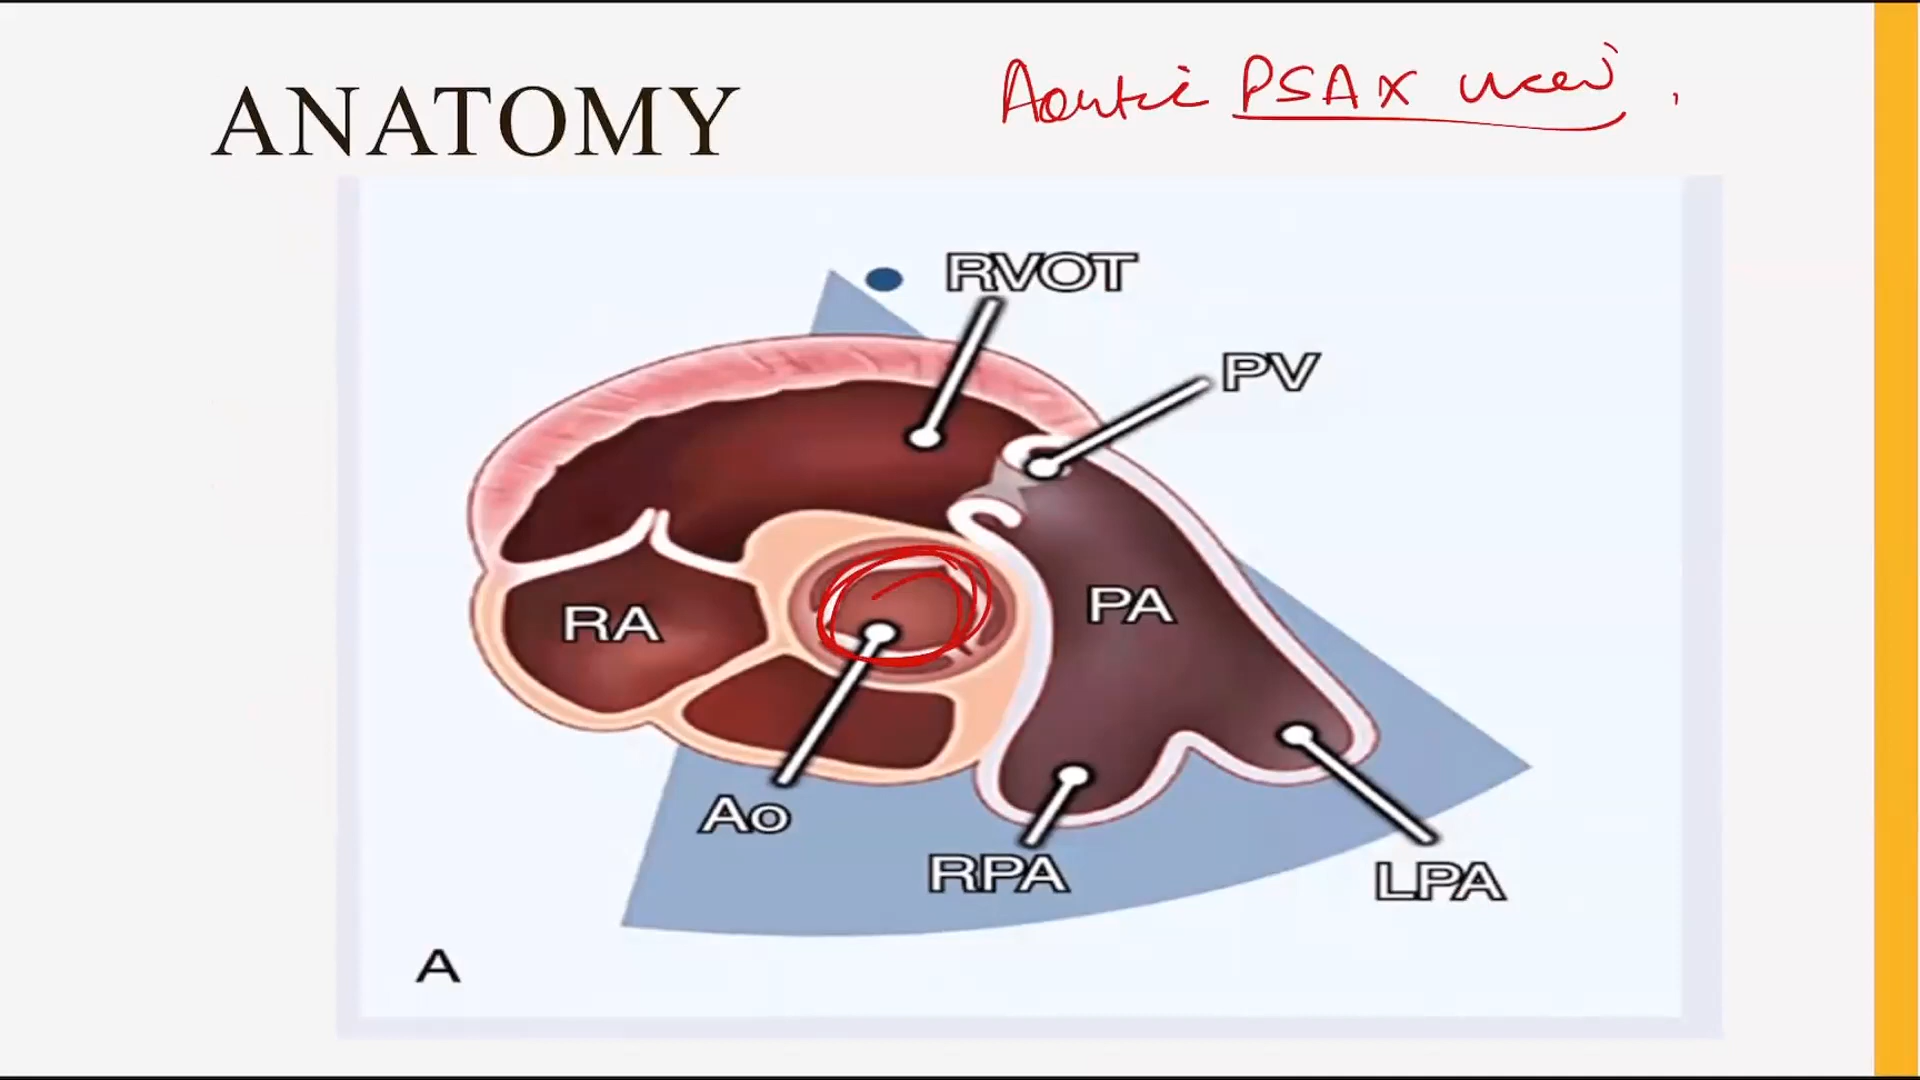 Aortic PSAX view.
ANATOMY
RVOT
PV
RA
PA
Ao
RPA
LPA
A